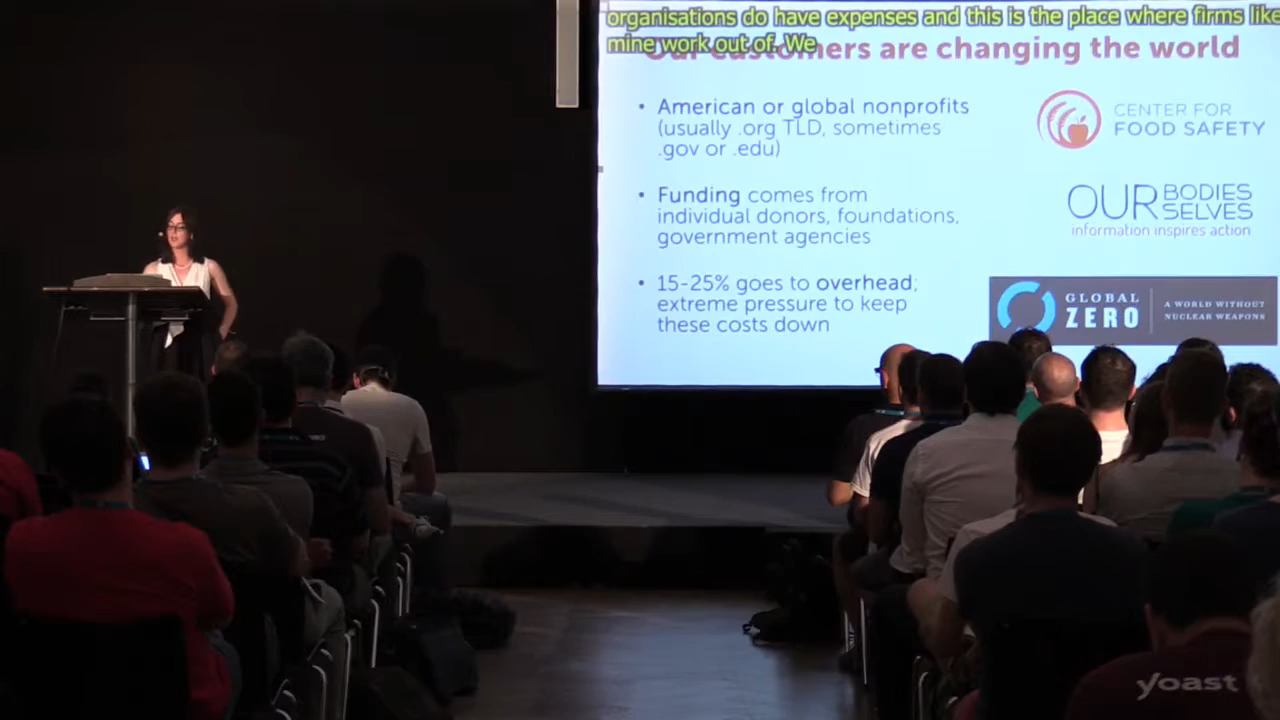 organisations do have expenses and this is the place where firms like
mine work out of. We
Our customers are changing the world
• American or global nonprofits
(usually .org TLD, sometimes
.gov or .edu)
• Funding comes from
individual donors, foundations,
government agencies
• 15-25% goes to overhead;
extreme pressure to keep
these costs down
CENTER FOR
FOOD SAFETY
OUR BODIES
SELVES
information inspires action
GLOBAL
ZERO
A WORLD WITHOUT
NUCLEAR WEAPONS
yoast